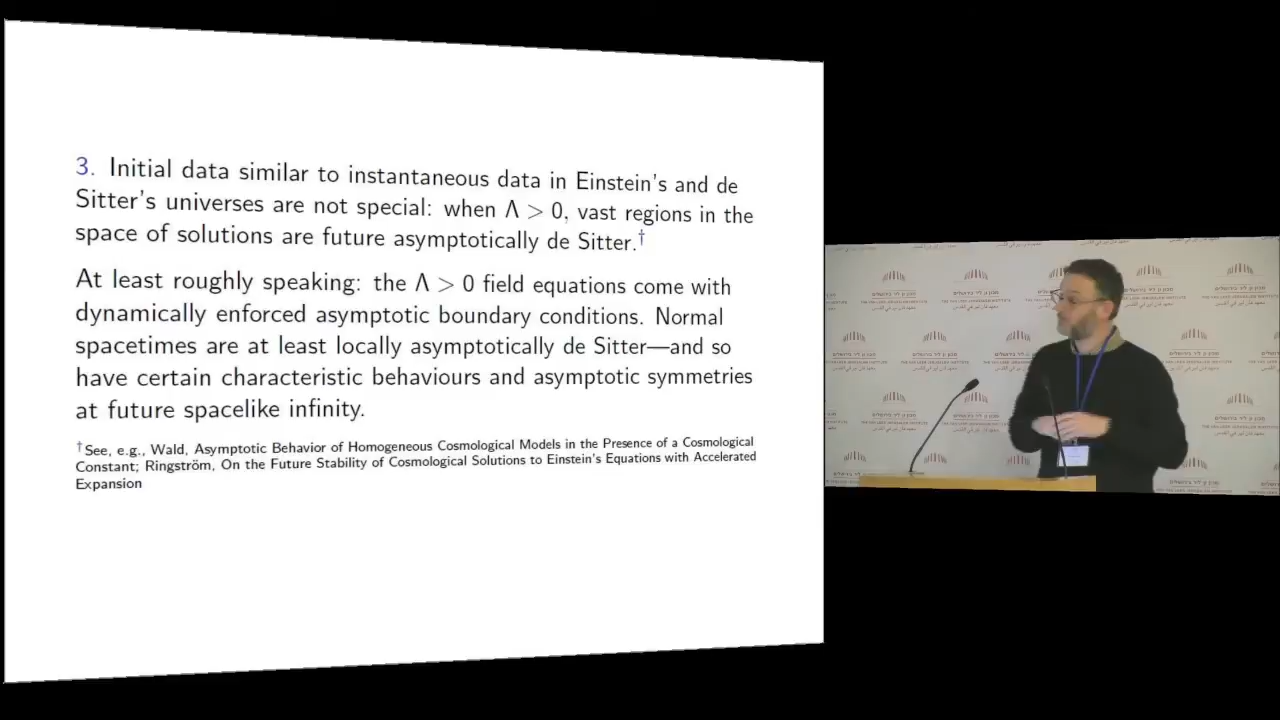 3. Initial data similar to instantaneous data in Einstein's and de
Sitter's universes are not special: when Λ > 0, vast regions in the
space of solutions are future asymptotically de Sitter.†
At least roughly speaking: the Λ > 0 field equations come with
dynamically enforced asymptotic boundary conditions. Normal
spacetimes are at least locally asymptotically de Sitter—and so
have certain characteristic behaviours and asymptotic symmetries
at future spacelike infinity.
†See, e.g., Wald, Asymptotic Behavior of Homogeneous Cosmological Models in the Presence of a Cosmological
Constant; Ringström, On the Future Stability of Cosmological Solutions to Einstein's Equations with Accelerated
Expansion